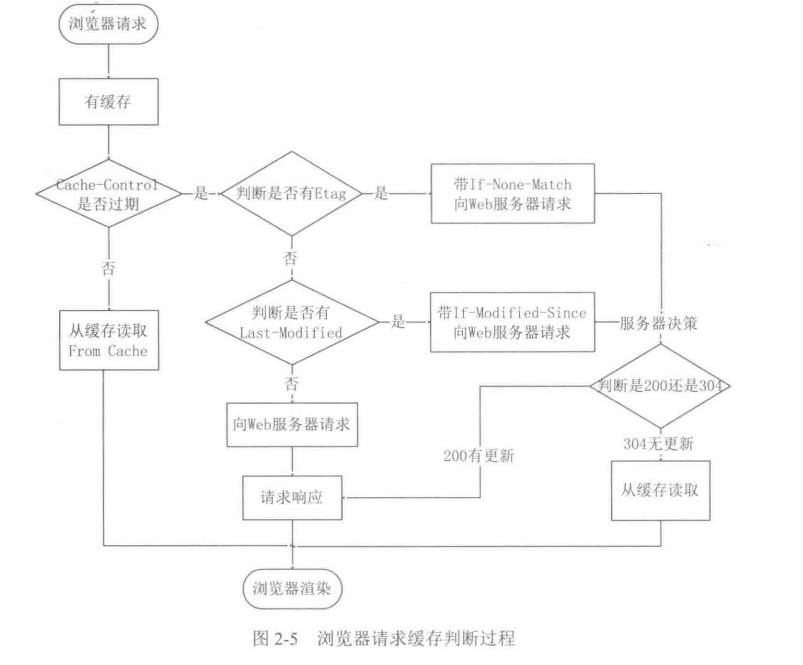 浏览器请求
有缓存
Cache-Control
是否过期
是
判断是否有Etag
是
带If-None-Match
向Web服务器请求
否
否
从缓存读取
From Cache
判断是否有
Last-Modified
是
带If-Modified-Since
向Web服务器请求
服务器决策
判断是200还是304
否
向Web服务器请求
200有更新
304无更新
请求响应
从缓存读取
浏览器渲染
图 2-5 浏览器请求缓存判断过程